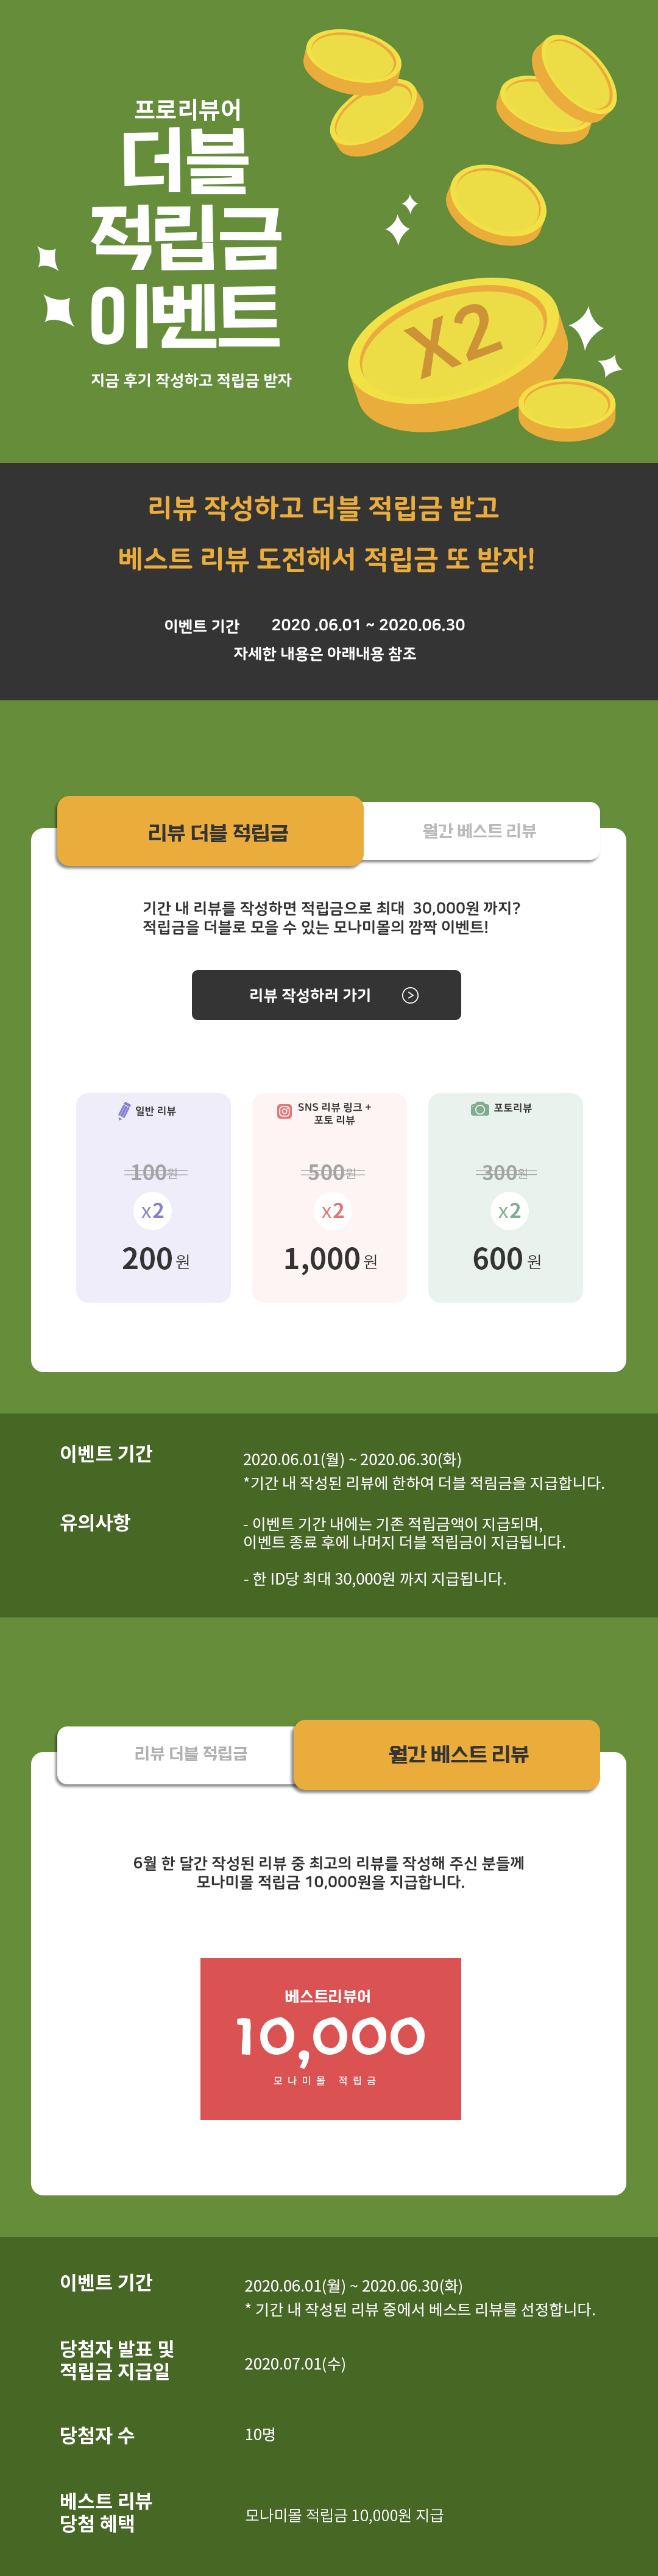 프로리뷰어
더블
적립금
이벤트
지금 후기 작성하고 적립금 받자
X2
리뷰 작성하고 더블 적립금 받고
베스트 리뷰 도전해서 적립금 또 받자!
이벤트 기간 2020 .06.01 ~ 2020.06.30
자세한 내용은 아래내용 참조
리뷰 더블 적립금 월간 베스트 리뷰
기간 내 리뷰를 작성하면 적립금으로 최대 30,000원 까지?
적립금을 더블로 모을 수 있는 모나미몰의 깜짝 이벤트!
리뷰 작성하러 가기
일반 리뷰
100원
x2
200 원
SNS 리뷰 링크 +
포토 리뷰
500원
x2
1,000 원
포토리뷰
300원
x2
600 원
이벤트 기간
2020.06.01(월) ~ 2020.06.30(화)
*기간 내 작성된 리뷰에 한하여 더블 적림금을 지급합니다.
유의사항
- 이벤트 기간 내에는 기존 적립금액이 지급되며,
이벤트 종료 후에 나머지 더블 적립금이 지급됩니다.
- 한 ID당 최대 30,000원 까지 지급됩니다.
리뷰 더블 적립금 월간 베스트 리뷰
6월 한 달간 작성된 리뷰 중 최고의 리뷰를 작성해 주신 분들께
모나미몰 적립금 10,000원을 지급합니다.
베스트리뷰어
10,000
모나미몰 적립금
이벤트 기간
2020.06.01(월) ~ 2020.06.30(화)
* 기간 내 작성된 리뷰 중에서 베스트 리뷰를 선정합니다.
당첨자 발표 및
적립금 지급일
2020.07.01(수)
당첨자 수
10명
베스트 리뷰
당첨 혜택
모나미몰 적립금 10,000원 지급